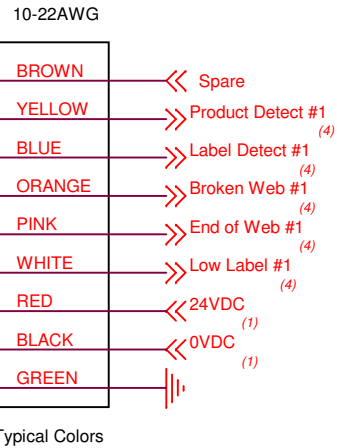 10-22AWG
BROWN Spare
YELLOW Product Detect #1
(4)
BLUE Label Detect #1
(4)
ORANGE Broken Web #1
(4)
PINK End of Web #1
(4)
WHITE Low Label #1
(4)
RED 24VDC
(1)
BLACK 0VDC
(1)
GREEN
Typical Colors